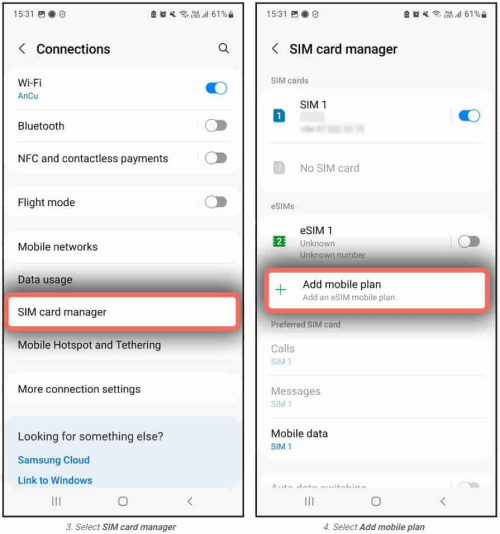 15:31
61%
Connections
Wi-Fi
AnCu
Bluetooth
NFC and contactless payments
Flight mode
Mobile networks
Data usage
SIM card manager
Mobile Hotspot and Tethering
More connection settings
Looking for something else?
Samsung Cloud
Link to Windows
3. Select SIM card manager
15:31
61%
SIM card manager
SIM cards
1
SIM 1
No SIM card
eSIMs
2
eSIM 1
Unknown
Unknown number
Add mobile plan
Add an eSIM mobile plan.
Preferred SIM card
Calls
SIM 1
Messages
SIM 1
Mobile data
SIM 1
Auto data switching
4. Select Add mobile plan